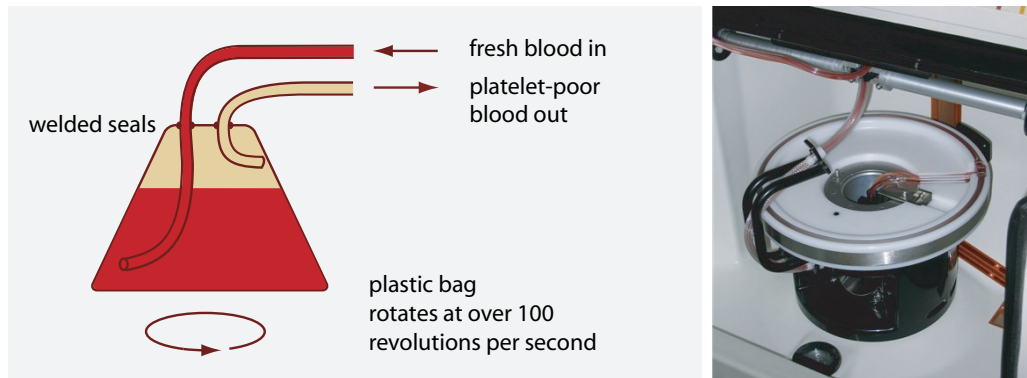 fresh blood in
platelet-poor
blood out
welded seals
plastic bag
rotates at over 100
revolutions per second